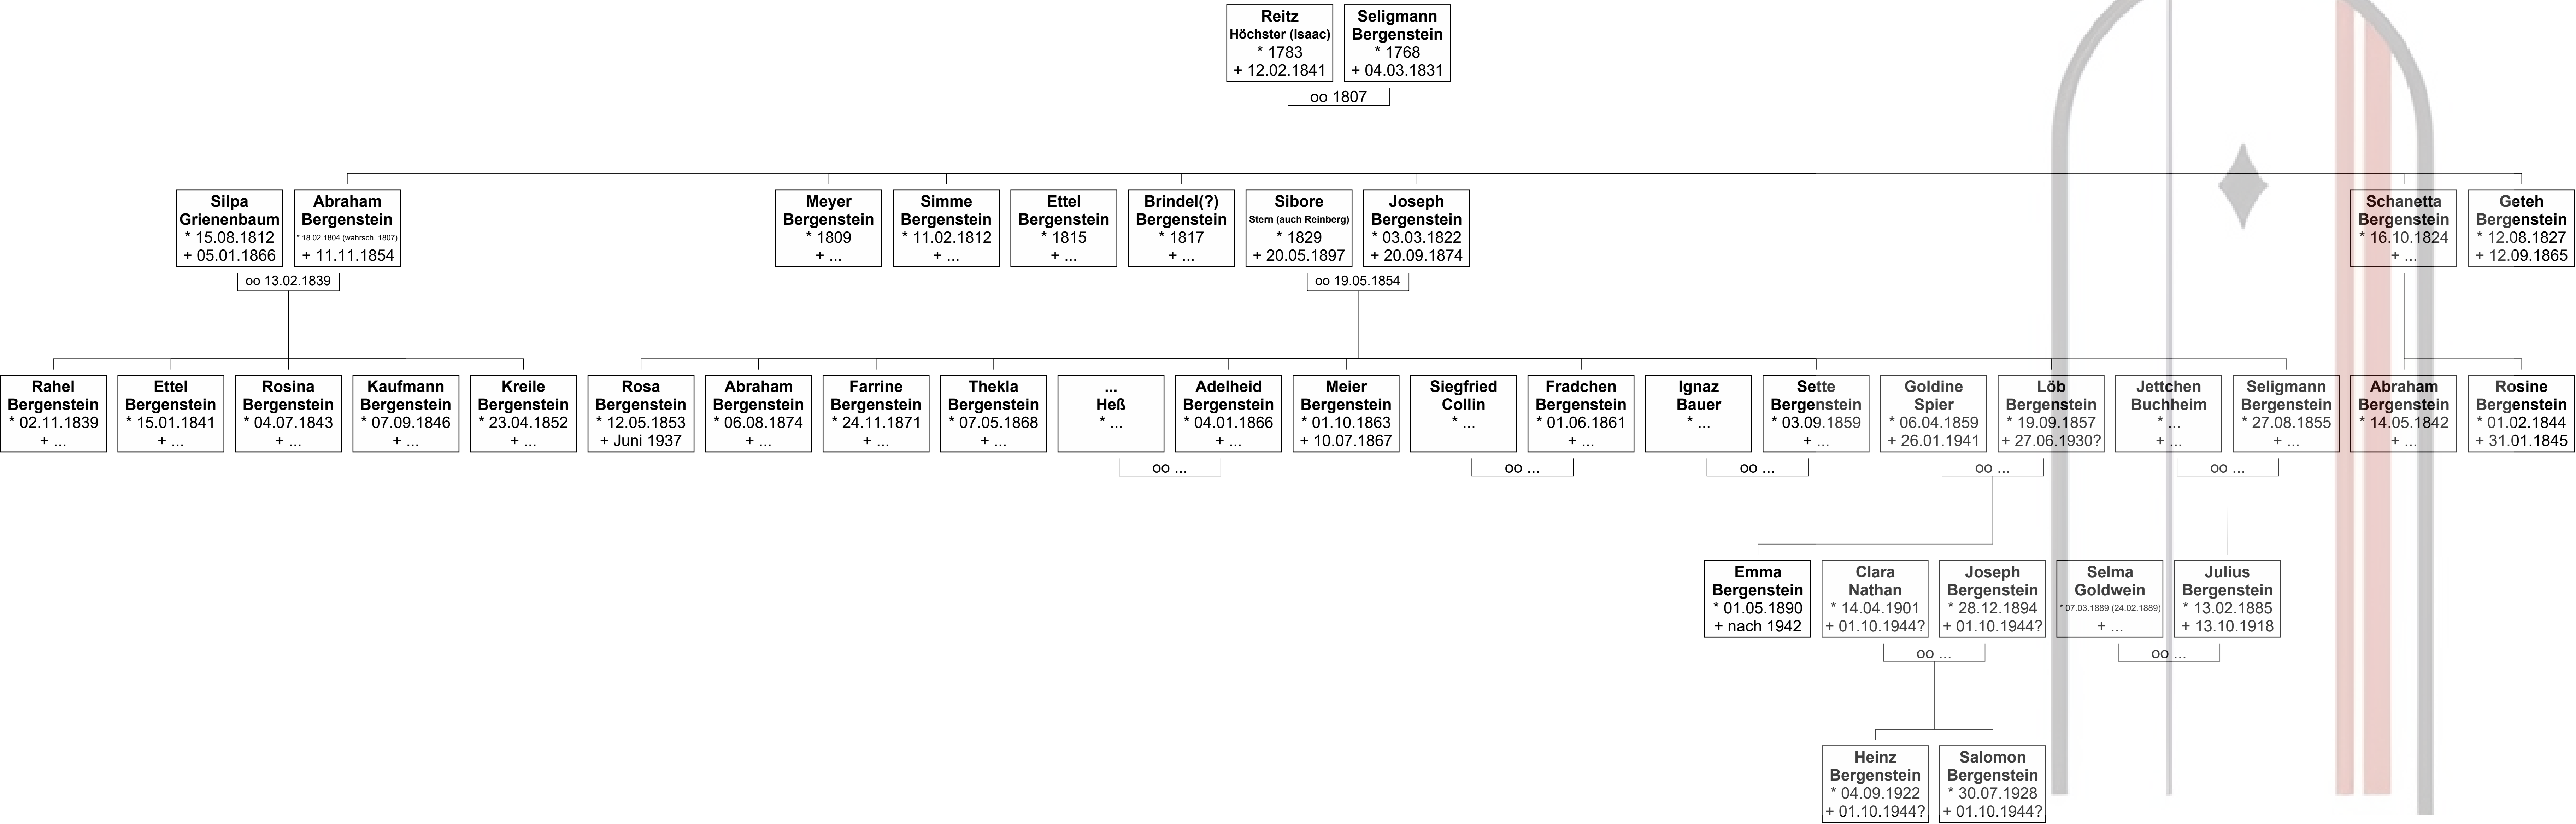 Reitz
Höchster (Isaac)
* 1783
+ 12.02.1841
Seligmann
Bergenstein
* 1768
+ 04.03.1831
oo 1807
Silpa
Grienenbaum
* 15.08.1812
+ 05.01.1866
Abraham
Bergenstein
* 18.02.1804 (wahrsch. 1807)
+ 11.11.1854
oo 13.02.1839
Meyer
Bergenstein
* 1809
+ ...
Simme
Bergenstein
* 11.02.1812
+ ...
Ettel
Bergenstein
* 1815
+ ...
Brindel(?)
Bergenstein
* 1817
+ ...
Sibore
Stern (auch Reinberg)
* 1829
+ 20.05.1897
Joseph
Bergenstein
* 03.03.1822
+ 20.09.1874
oo 19.05.1854
Schanetta
Bergenstein
* 16.10.1824
+ ...
Geteh
Bergenstein
* 12.08.1827
+ 12.09.1865
Rahel
Bergenstein
* 02.11.1839
+ ...
Ettel
Bergenstein
* 15.01.1841
+ ...
Rosina
Bergenstein
* 04.07.1843
+ ...
Kaufmann
Bergenstein
* 07.09.1846
+ ...
Kreile
Bergenstein
* 23.04.1852
+ ...
Rosa
Bergenstein
* 12.05.1853
+ Juni 1937
Abraham
Bergenstein
* 06.08.1874
+ ...
Farrine
Bergenstein
* 24.11.1871
+ ...
Thekla
Bergenstein
* 07.05.1868
+ ...
...
Heß
* ...
Adelheid
Bergenstein
* 04.01.1866
+ ...
oo ...
Meier
Bergenstein
* 01.10.1863
+ 10.07.1867
Siegfried
Collin
* ...
Fradchen
Bergenstein
* 01.06.1861
+ ...
oo ...
Ignaz
Bauer
* ...
Sette
Bergenstein
* 03.09.1859
+ ...
oo ...
Goldine
Spier
* 06.04.1859
+ 26.01.1941
Löb
Bergenstein
* 19.09.1857
+ 27.06.1930?
oo ...
Jettchen
Buchheim
* ...
+ ...
Seligmann
Bergenstein
* 27.08.1855
+ ...
oo ...
Abraham
Bergenstein
* 14.05.1842
+ ...
Rosine
Bergenstein
* 01.02.1844
+ 31.01.1845
Emma
Bergenstein
* 01.05.1890
+ nach 1942
Clara
Nathan
* 14.04.1901
+ 01.10.1944?
Joseph
Bergenstein
* 28.12.1894
+ 01.10.1944?
oo ...
Selma
Goldwein
* 07.03.1889 (24.02.1889)
+ ...
Julius
Bergenstein
* 13.02.1885
+ 13.10.1918
oo ...
Heinz
Bergenstein
* 04.09.1922
+ 01.10.1944?
Salomon
Bergenstein
* 30.07.1928
+ 01.10.1944?